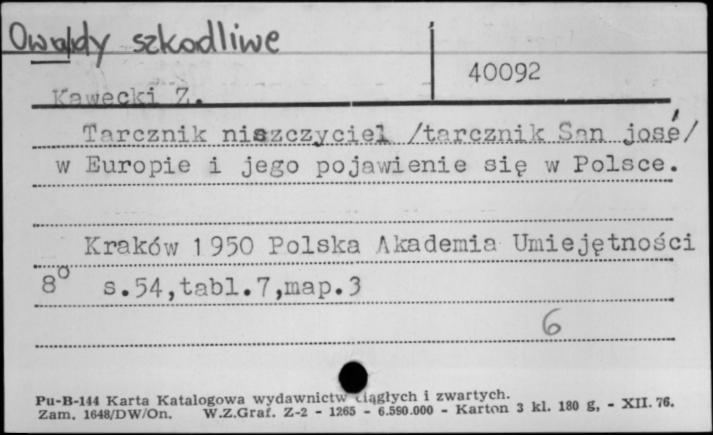 Owady szkodliwe
40092
Kawecki Z.
Tarcznik niszczyciel /tarcznik San josé/
w Europie i jego pojawienie się w Polsce.
Kraków 1950 Polska Akademia Umiejętności
8° s.54,tabl.7,map.3
6
Pu-B-144 Karta Katalogowa wydawnictw ciągłych i zwartych.
Zam. 1648/DW/On. W.Z.Graf. Z-2 - 1265 - 6.590.000 - Karton 3 kl. 180 g, - XII. 76.